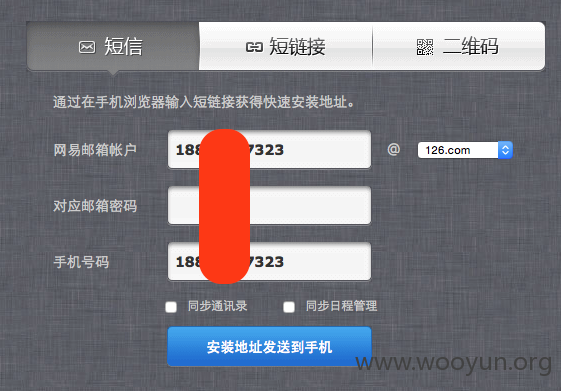 短信 短链接 二维码
通过在手机浏览器输入短链接获得快速安装地址。
网易邮箱帐户 188 7323 @ 126.com
对应邮箱密码
手机号码 188 7323
同步通讯录 同步日程管理
安装地址发送到手机
www.wooyun.org